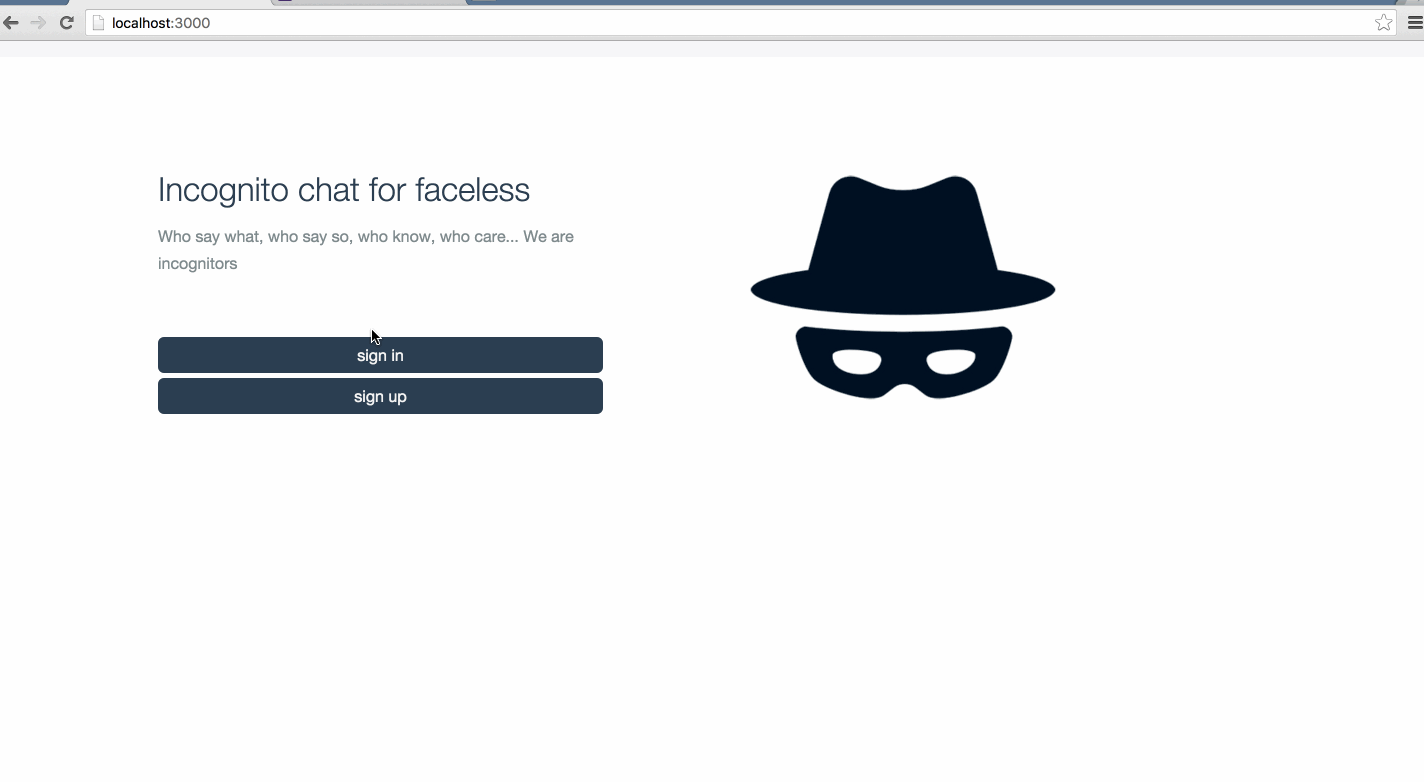 localhost:3000
Incognito chat for faceless
Who say what, who say so, who know, who care... We are
incognitors
sign in
sign up